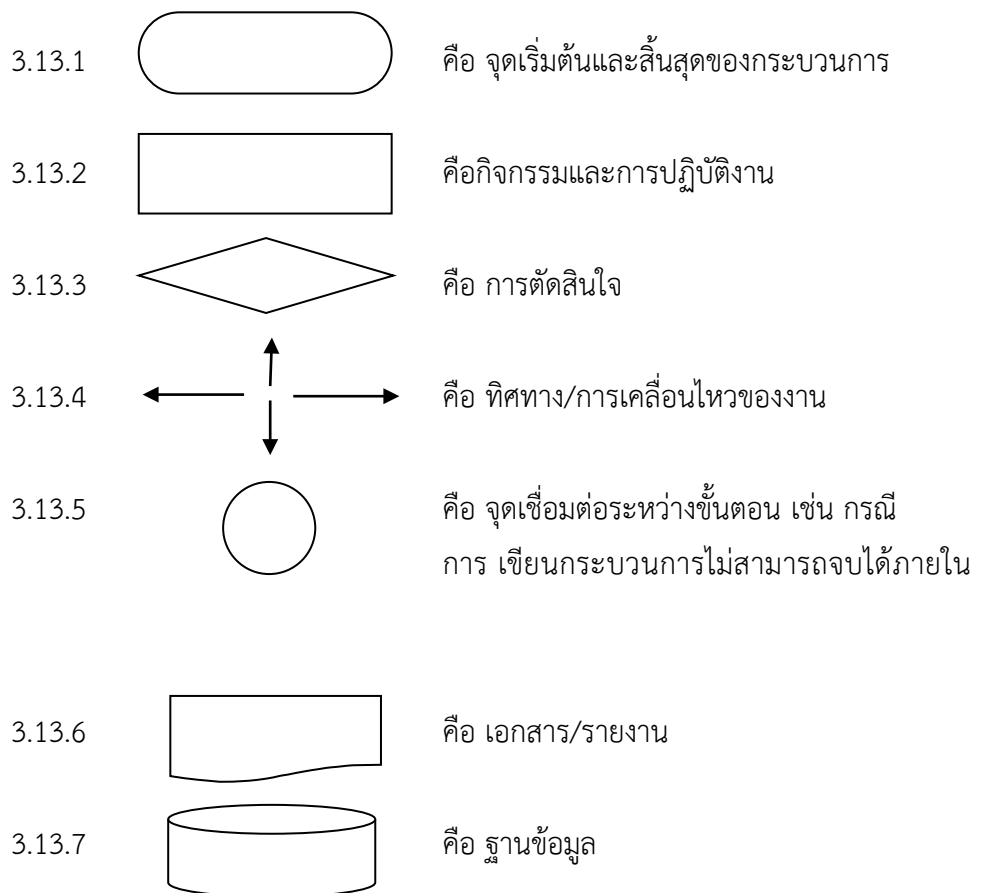 3.13.1 คือ จุดเริ่มต้นและสิ้นสุดของกระบวนการ
3.13.2 คือกิจกรรมและการปฏิบัติงาน
3.13.3 คือ การตัดสินใจ
3.13.4 คือ ทิศทาง/การเคลื่อนไหวของงาน
3.13.5 คือ จุดเชื่อมต่อระหว่างขั้นตอน เช่น กรณี
การ เขียนกระบวนการไม่สามารถจบได้ภายใน
3.13.6 คือ เอกสาร/รายงาน
3.13.7 คือ ฐานข้อมูล